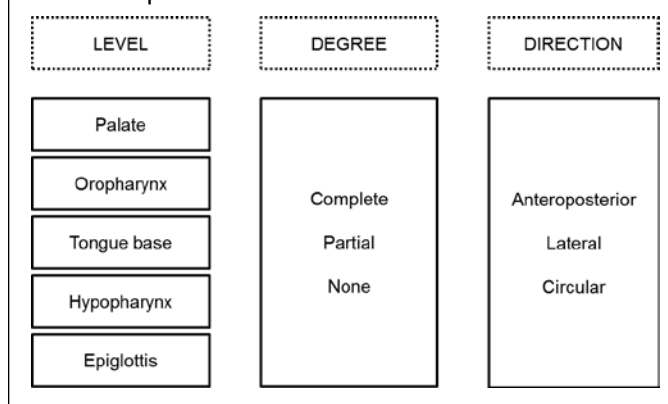 LEVEL
DEGREE
DIRECTION
Palate
Oropharynx
Tongue base
Hypopharynx
Epiglottis
Complete
Partial
None
Anteroposterior
Lateral
Circular